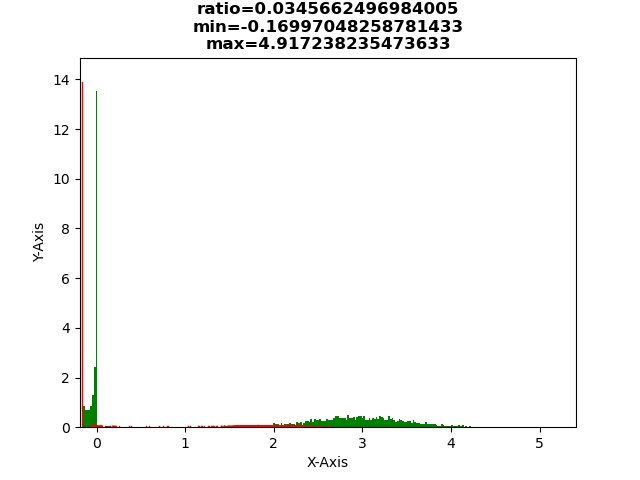 ratio=0.0345662496984005
min=-0.16997048258781433
max=4.917238235473633
14
12
10
8
6
4
2
0
Y-Axis
0 1 2 3 4 5
X-Axis